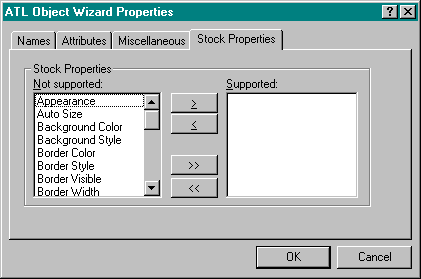 ATL Object Wizard Properties
Names Attributes Miscellaneous Stock Properties
Stock Properties
Not supported: Supported:
Appearance
Auto Size
Background Color
Background Style
Border Color
Border Style
Border Visible
Border Width
>
<
>>
<<
OK Cancel